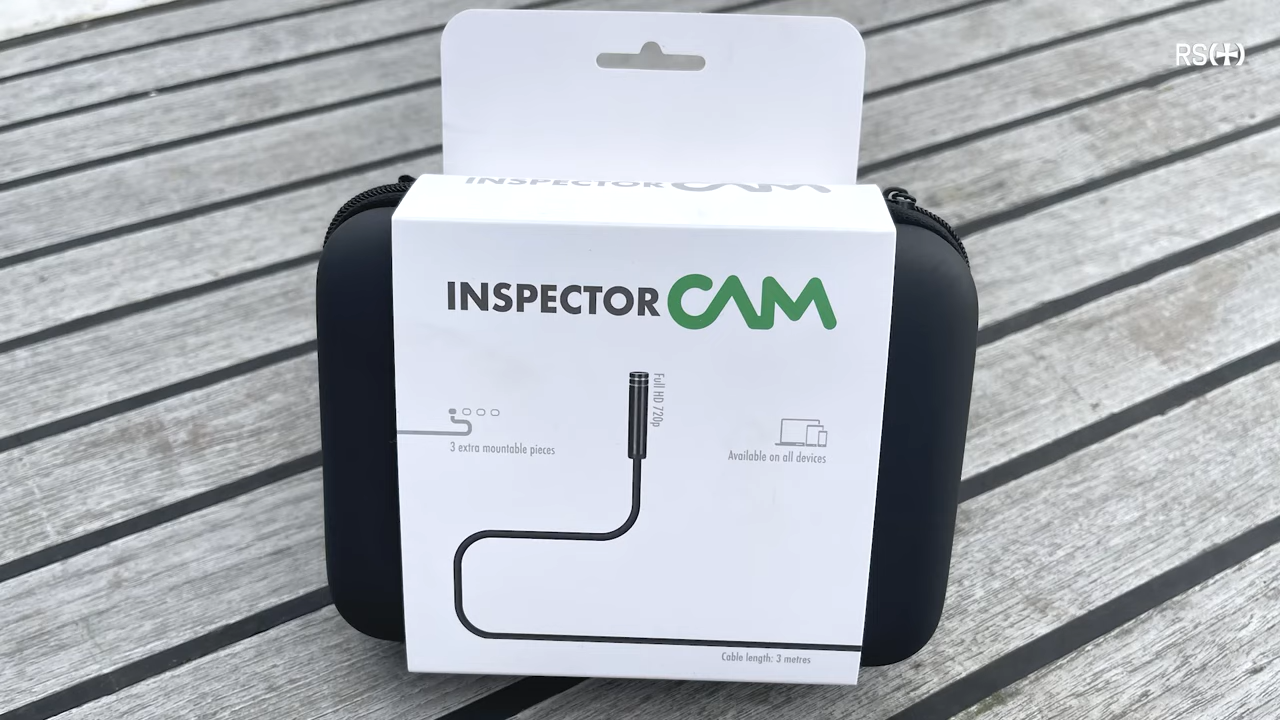 RS(+)
INSPECTOR CAM
INSPECTOR CAM
Full HD 720p
3 extra mountable pieces
Available on all devices
Cable length: 3 metres